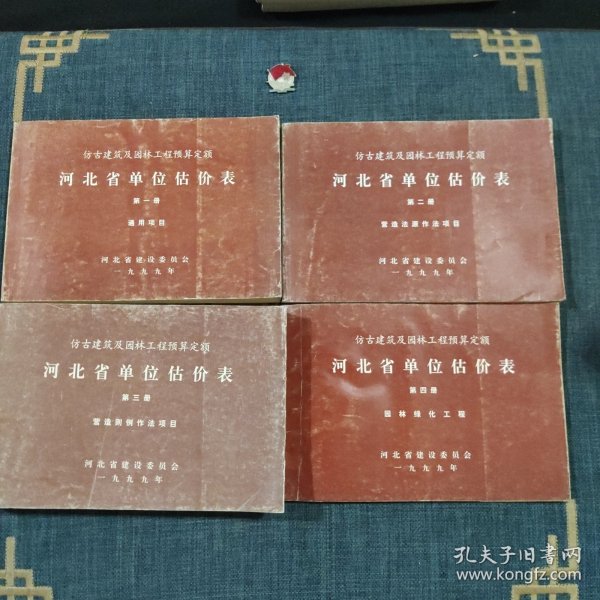 仿古建筑及园林工程预算定额
河北省单位估价表
第一册
通用项目
河北省建设委员会
一九九九年
仿古建筑及园林工程预算定额
河北省单位估价表
第二册
营造法原作法项目
河北省建设委员会
一九九九年
仿古建筑及园林工程预算定额
河北省单位估价表
第三册
营造则例作法项目
河北省建设委员会
一九九九年
仿古建筑及园林工程预算定额
河北省单位估价表
第四册
园林绿化工程
河北省建设委员会
一九九九年
孔夫子旧书网
www.kongfz.com